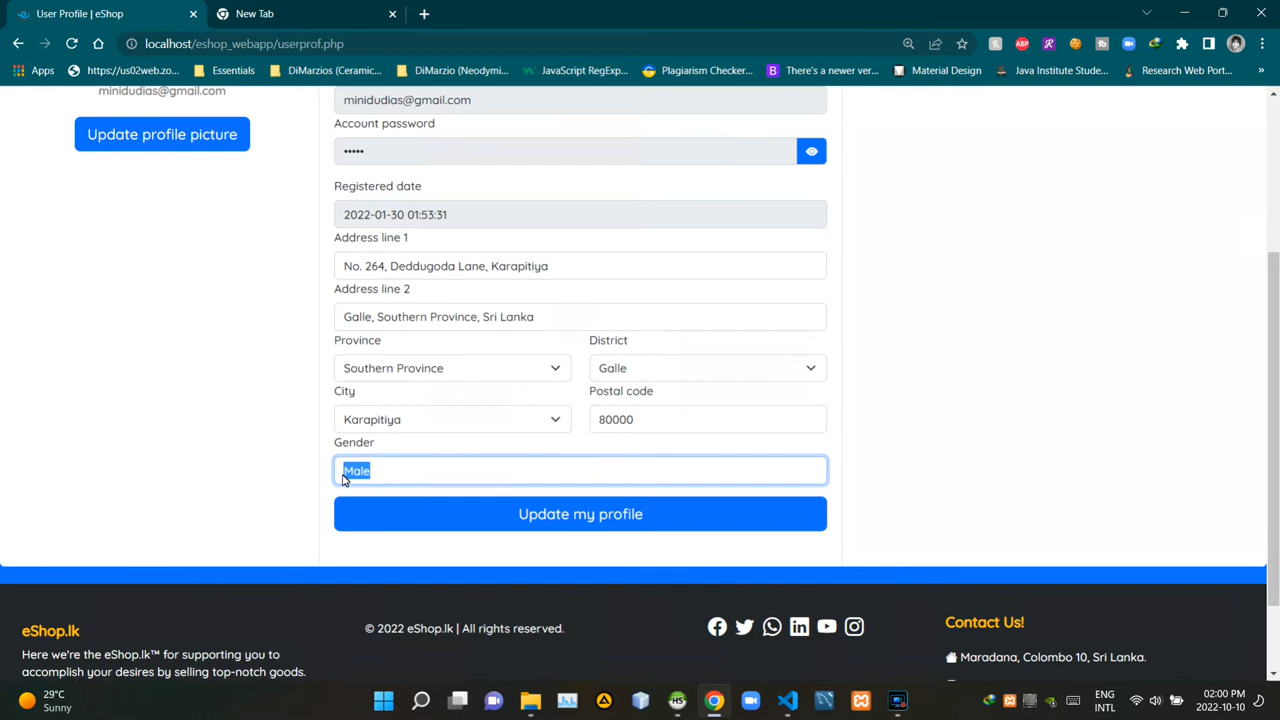 User Profile | eShop
New Tab
localhost/eshop_webapp/userprof.php
Apps
https://us02web.zo...
Essentials
DiMarzios (Ceramic...
DiMarzio (Neodymi...
JavaScript RegExp...
Plagiarism Checker...
There's a newer ver...
Material Design
Java Institute Stude...
Research Web Port...
»
minidudias@gmail.com
Update profile picture
minidudias@gmail.com
Account password
•••••
Registered date
2022-01-30 01:53:31
Address line 1
No. 264, Deddugoda Lane, Karapitiya
Address line 2
Galle, Southern Province, Sri Lanka
Province
District
Southern Province
Galle
City
Postal code
Karapitiya
80000
Gender
Male
Update my profile
eShop.lk
Here we're the eShop.lk™ for supporting you to
accomplish your desires by selling top-notch goods.
© 2022 eShop.lk | All rights reserved.
Contact Us!
Maradana, Colombo 10, Sri Lanka.
29°C
Sunny
ENG
INTL
02:00 PM
2022-10-10